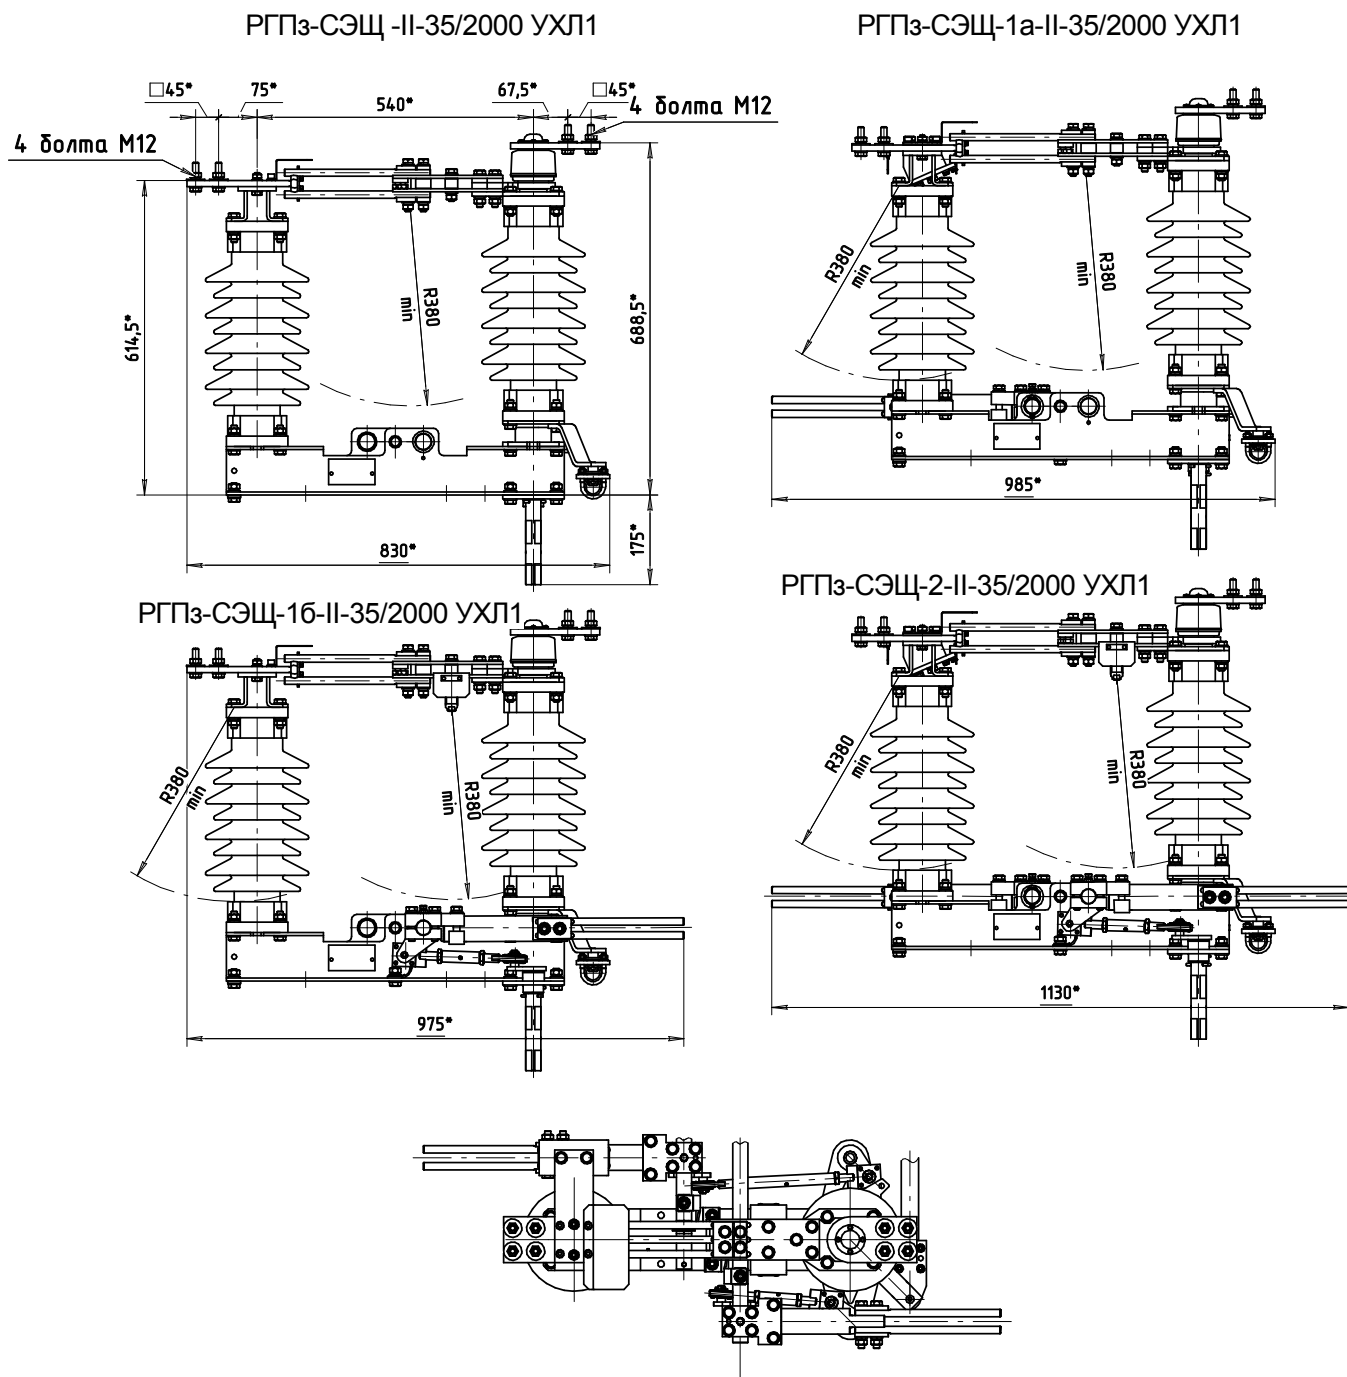 РГПз-СЭЩ -II-35/2000 УХЛ1
РГПз-СЭЩ-1а-II-35/2000 УХЛ1
□45* 75* 540* 67,5* □45*
4 болта М12
4 болта М12
614,5*
R380 min
688,5*
175*
830*
R380 min
R380 min
985*
РГПз-СЭЩ-1б-II-35/2000 УХЛ1
РГПз-СЭЩ-2-II-35/2000 УХЛ1
R380 min
R380 min
975*
R380 min
R380 min
1130*